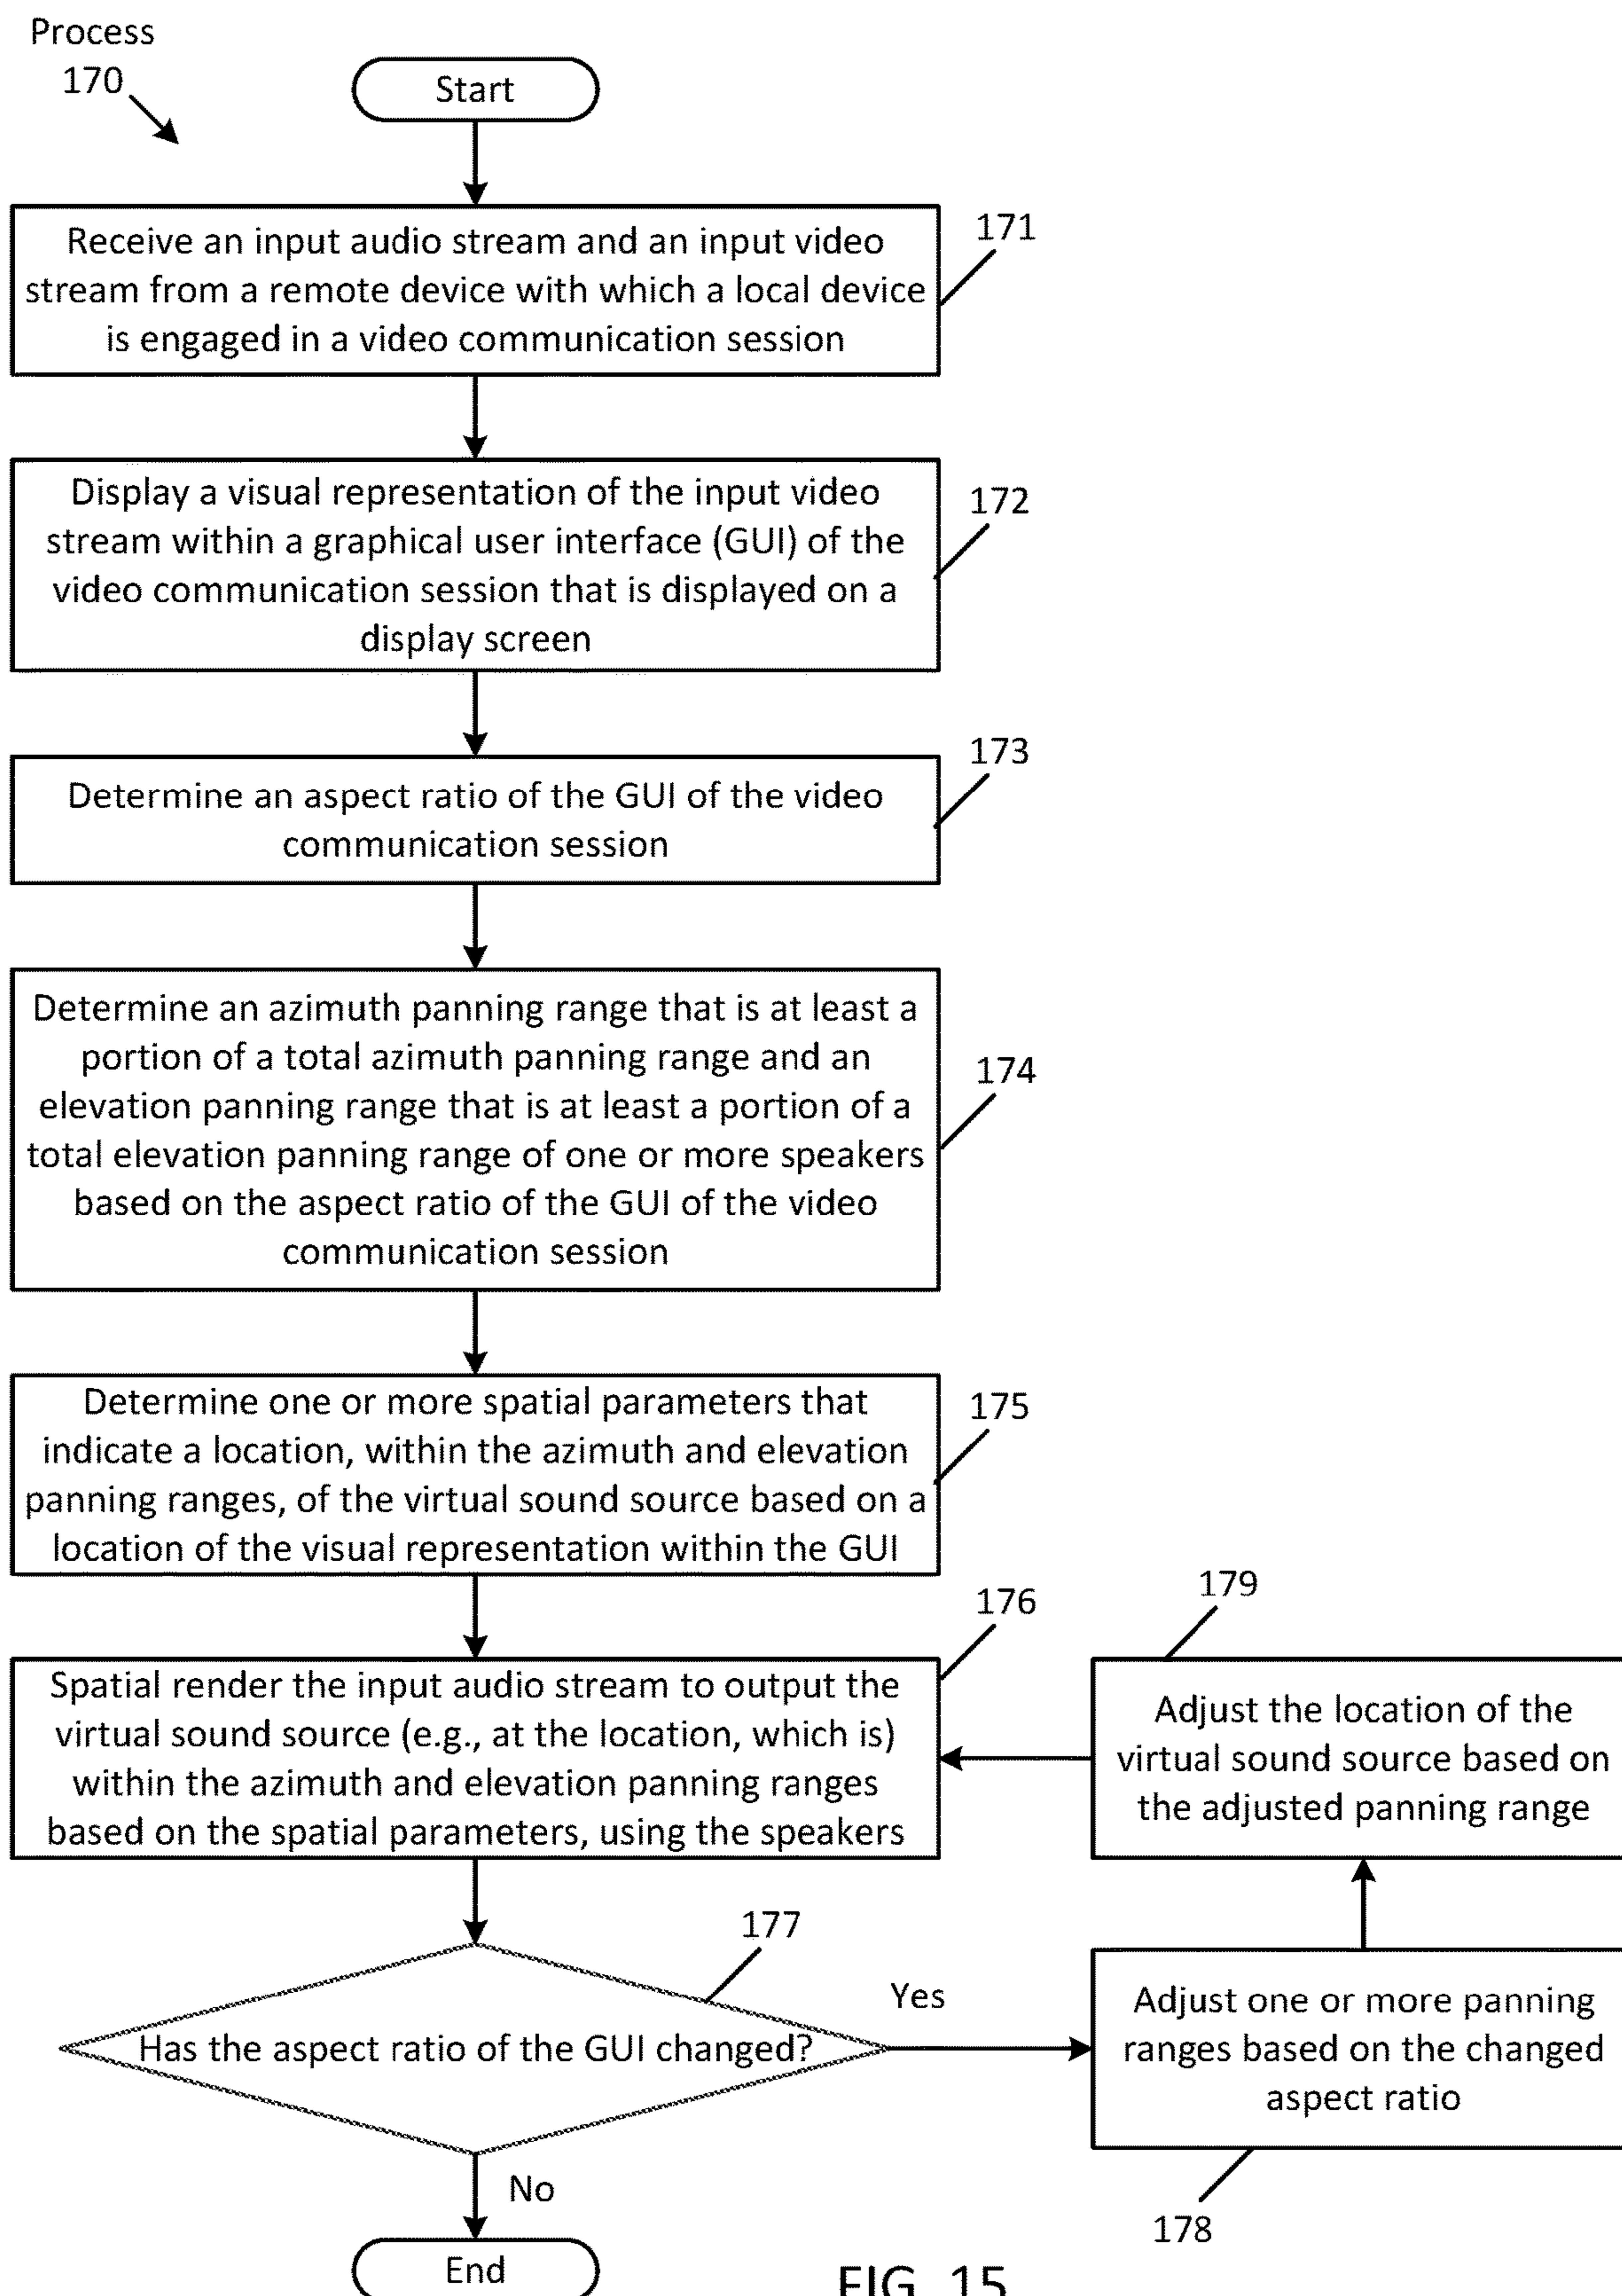 Process
170
Start
171
Receive an input audio stream and an input video
stream from a remote device with which a local device
is engaged in a video communication session
172
Display a visual representation of the input video
stream within a graphical user interface (GUI) of the
video communication session that is displayed on a
display screen
173
Determine an aspect ratio of the GUI of the video
communication session
174
Determine an azimuth panning range that is at least a
portion of a total azimuth panning range and an
elevation panning range that is at least a portion of a
total elevation panning range of one or more speakers
based on the aspect ratio of the GUI of the video
communication session
175
Determine one or more spatial parameters that
indicate a location, within the azimuth and elevation
panning ranges, of the virtual sound source based on a
location of the visual representation within the GUI
176
Spatial render the input audio stream to output the
virtual sound source (e.g., at the location, which is)
within the azimuth and elevation panning ranges
based on the spatial parameters, using the speakers
179
Adjust the location of the
virtual sound source based on
the adjusted panning range
177
Has the aspect ratio of the GUI changed?
Yes
Adjust one or more panning
ranges based on the changed
aspect ratio
178
No
End
FIG. 15